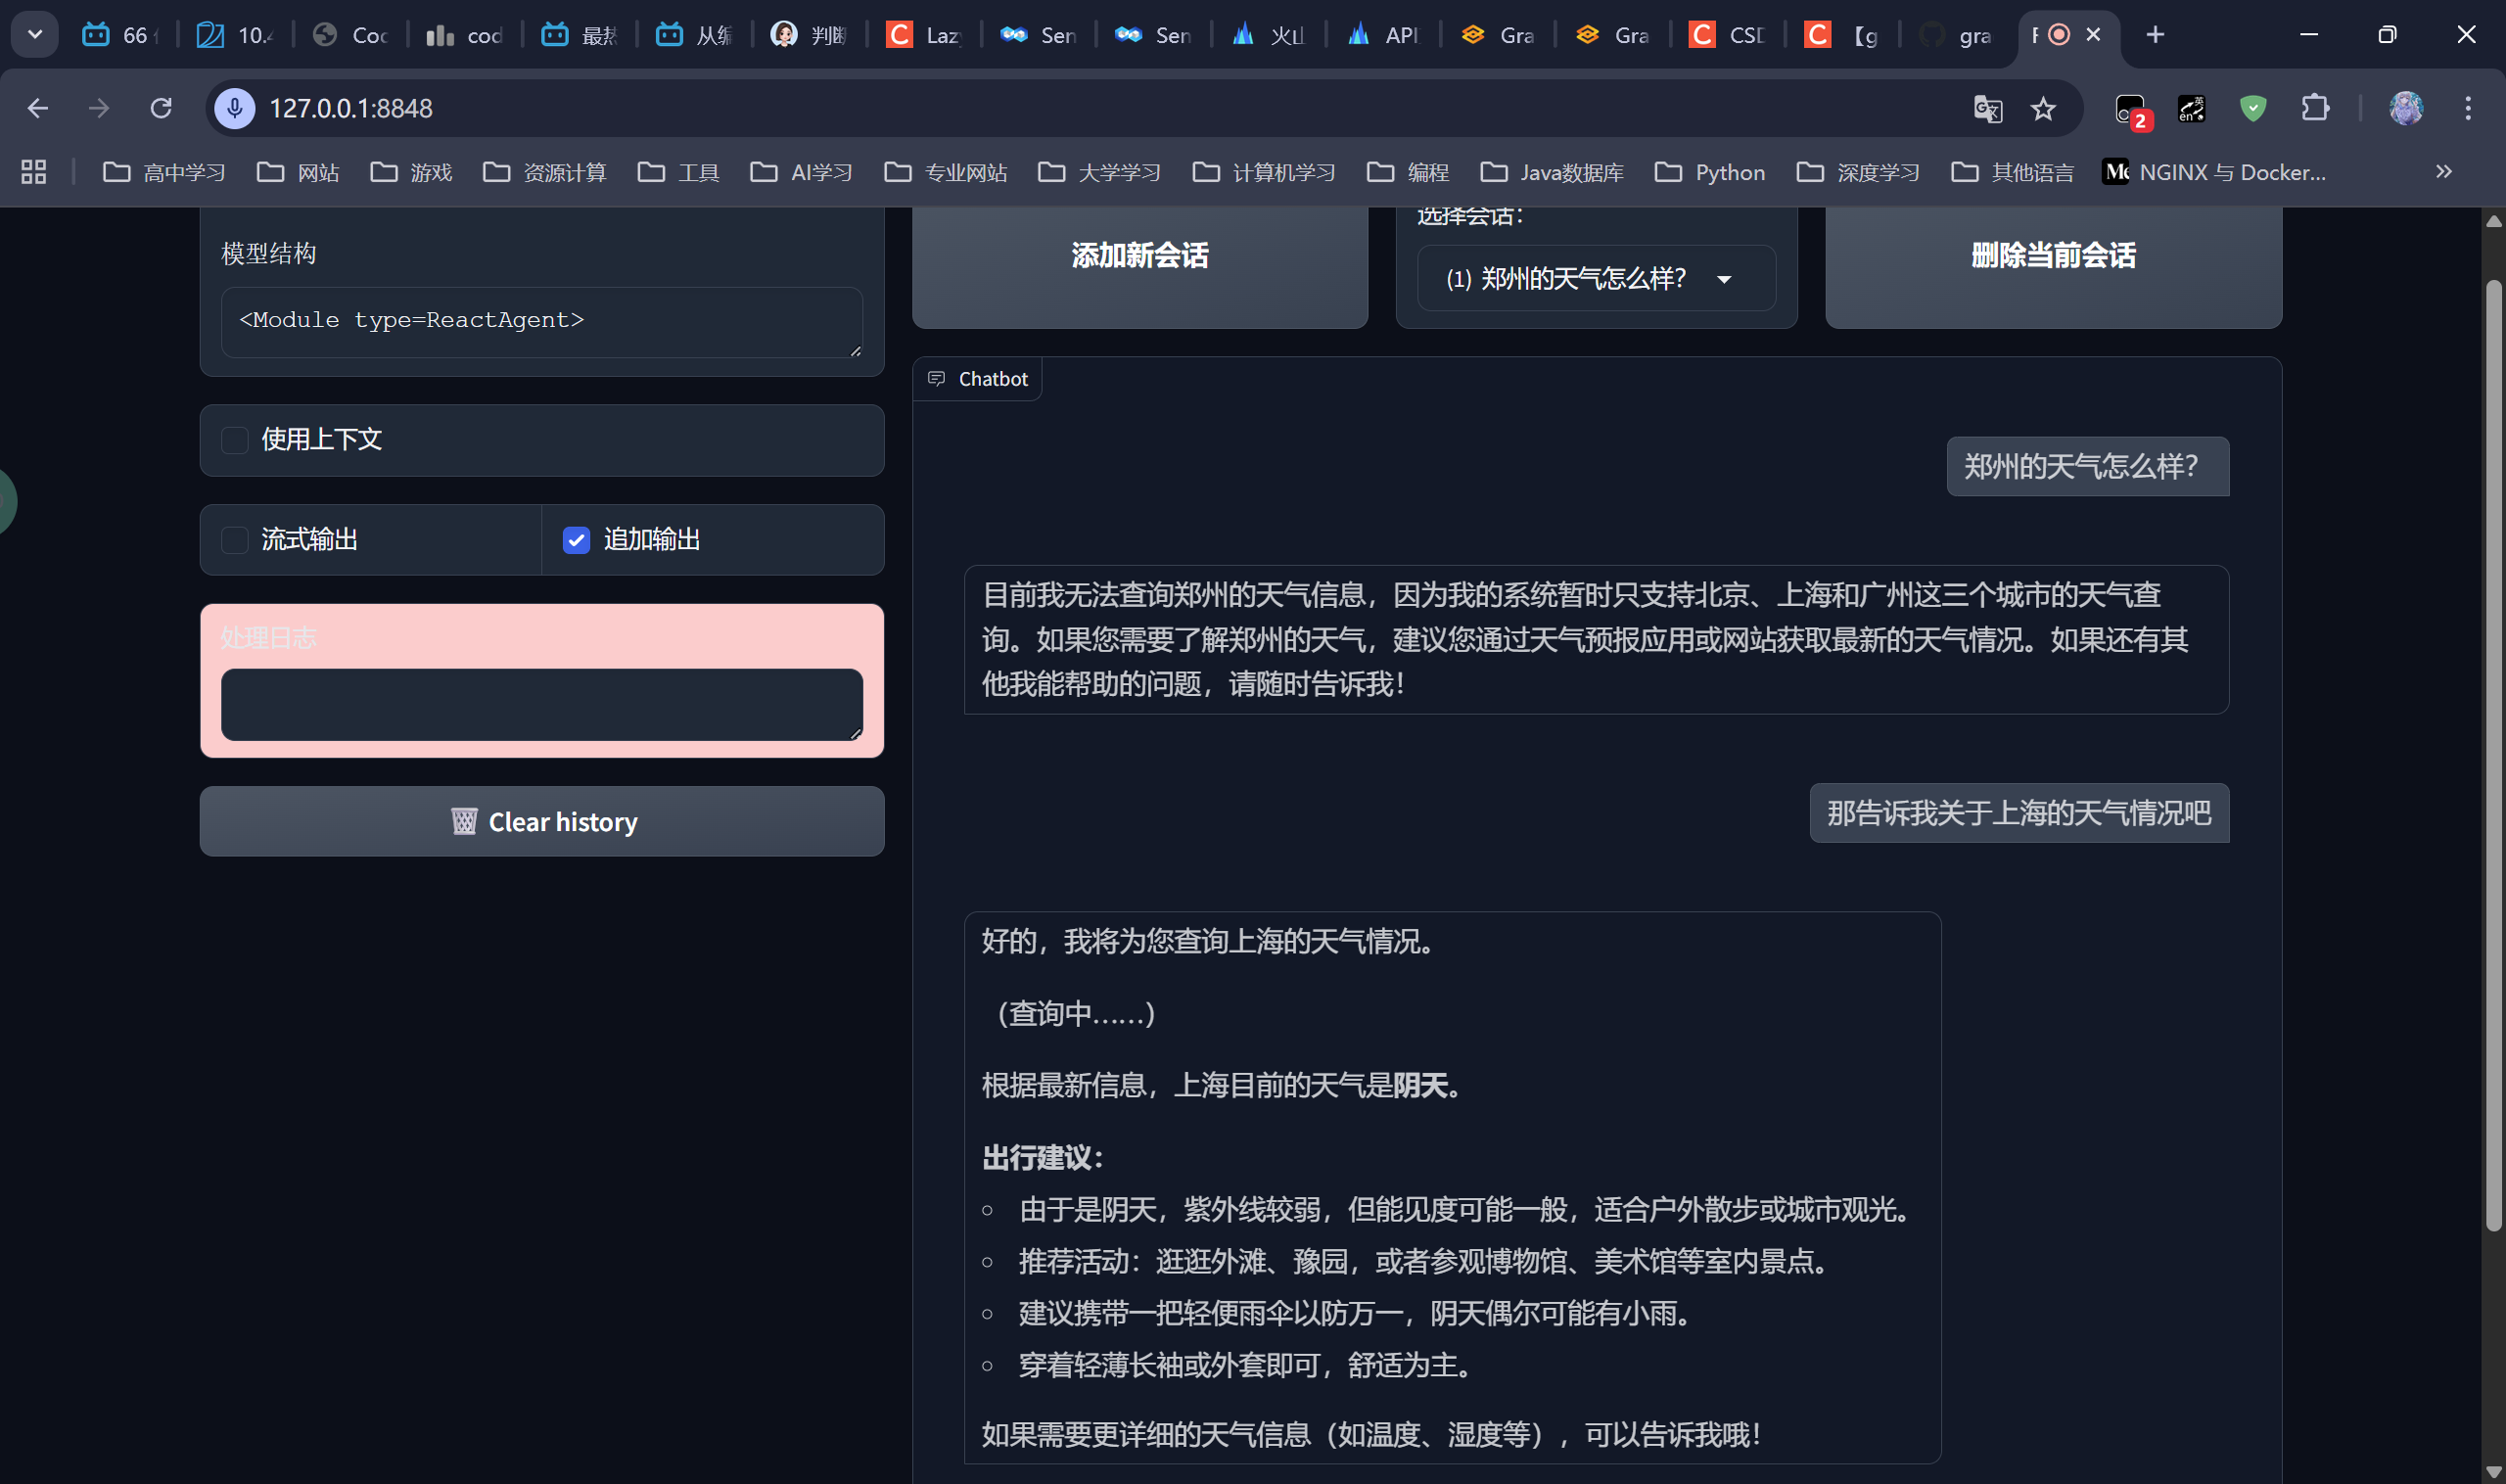 66
10.
Coc
cod
最热
从编
判断
Laz
Sen
Sen
火山
API
Gra
Gra
CSD
【g
gra
127.0.0.1:8848
2
高中学习
网站
游戏
资源计算
工具
AI学习
专业网站
大学学习
计算机学习
编程
Java数据库
Python
深度学习
其他语言
NGINX 与 Docker...
模型结构
<Module type=ReactAgent>
使用上下文
流式输出
追加输出
处理日志
Clear history
添加新会话
选择会话：
(1) 郑州的天气怎么样？
删除当前会话
Chatbot
郑州的天气怎么样？
目前我无法查询郑州的天气信息，因为我的系统暂时只支持北京、上海和广州这三个城市的天气查
询。如果您需要了解郑州的天气，建议您通过天气预报应用或网站获取最新的天气情况。如果还有其
他我能帮助的问题，请随时告诉我！
那告诉我关于上海的天气情况吧
好的，我将为您查询上海的天气情况。
（查询中……）
根据最新信息，上海目前的天气是阴天。
出行建议：
由于是阴天，紫外线较弱，但能见度可能一般，适合户外散步或城市观光。
推荐活动：逛逛外滩、豫园，或者参观博物馆、美术馆等室内景点。
建议携带一把轻便雨伞以防万一，阴天偶尔可能有小雨。
穿着轻薄长袖或外套即可，舒适为主。
如果需要更详细的天气信息（如温度、湿度等），可以告诉我哦！